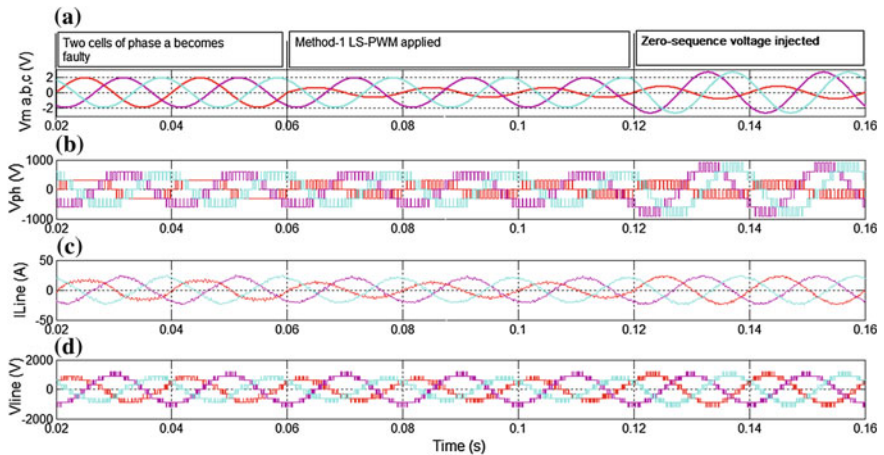 (a)
Two cells of phase a becomes
faulty
Method-1 LS-PWM applied
Zero-sequence voltage injected
Vm a,b,c (V)
2
0
-2
0.02 0.04 0.06 0.08 0.1 0.12 0.14 0.16
(b)
Vph (V)
1000
0
-1000
0.02 0.04 0.06 0.08 0.1 0.12 0.14 0.16
(c)
ILine (A)
50
0
-50
0.02 0.04 0.06 0.08 0.1 0.12 0.14 0.16
(d)
Vline (V)
2000
0
-2000
0.02 0.04 0.06 0.08 0.1 0.12 0.14 0.16
Time (s)